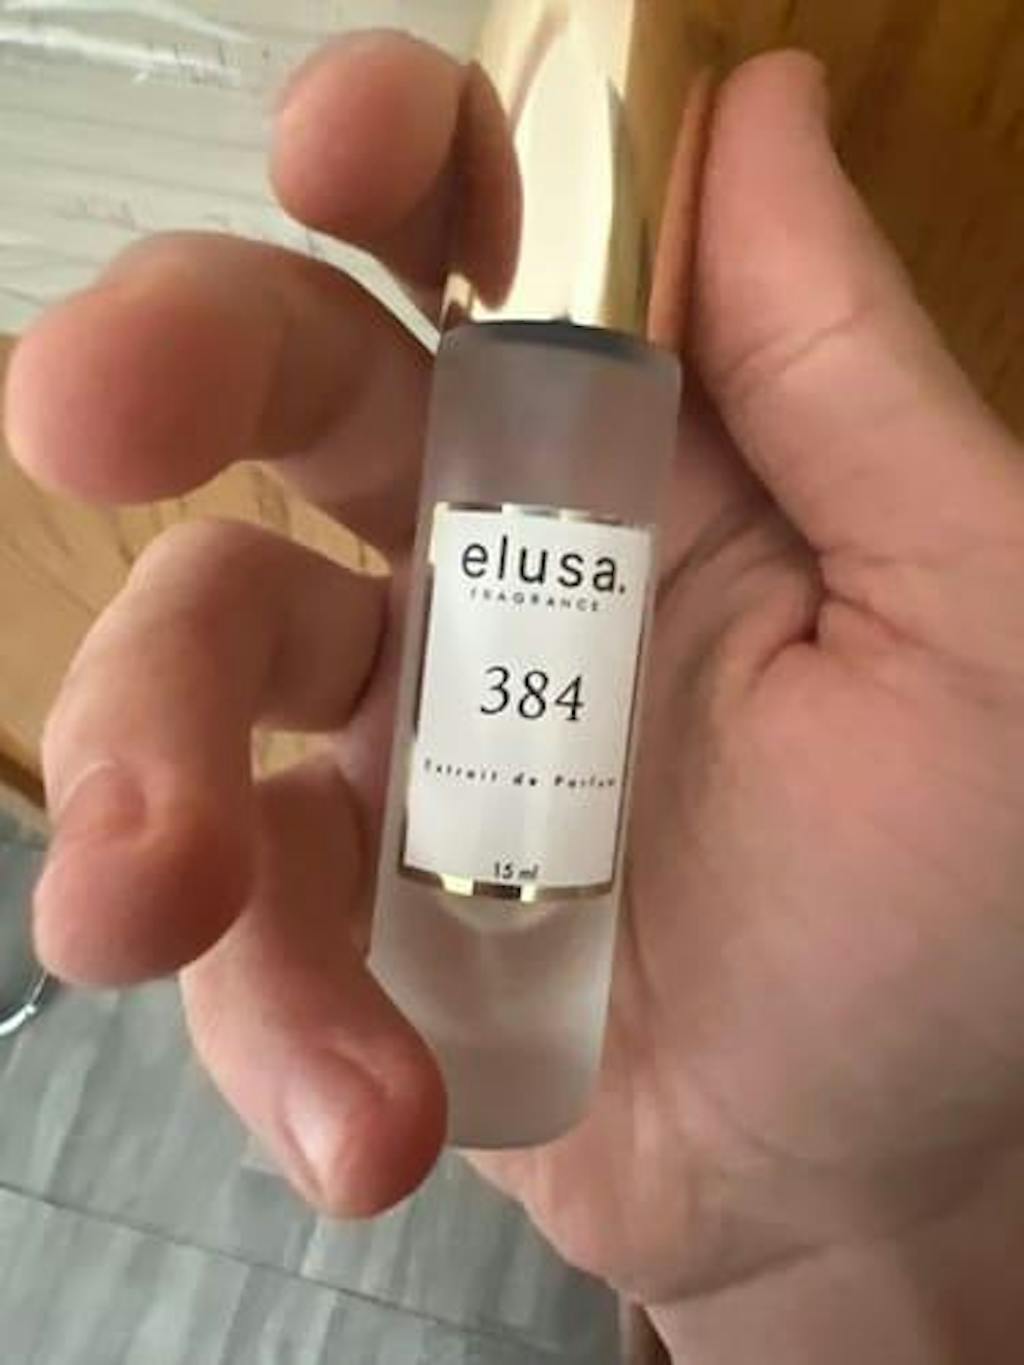 elusa.
FRAGRANCE
384
Extrait de Parfum
15 ml